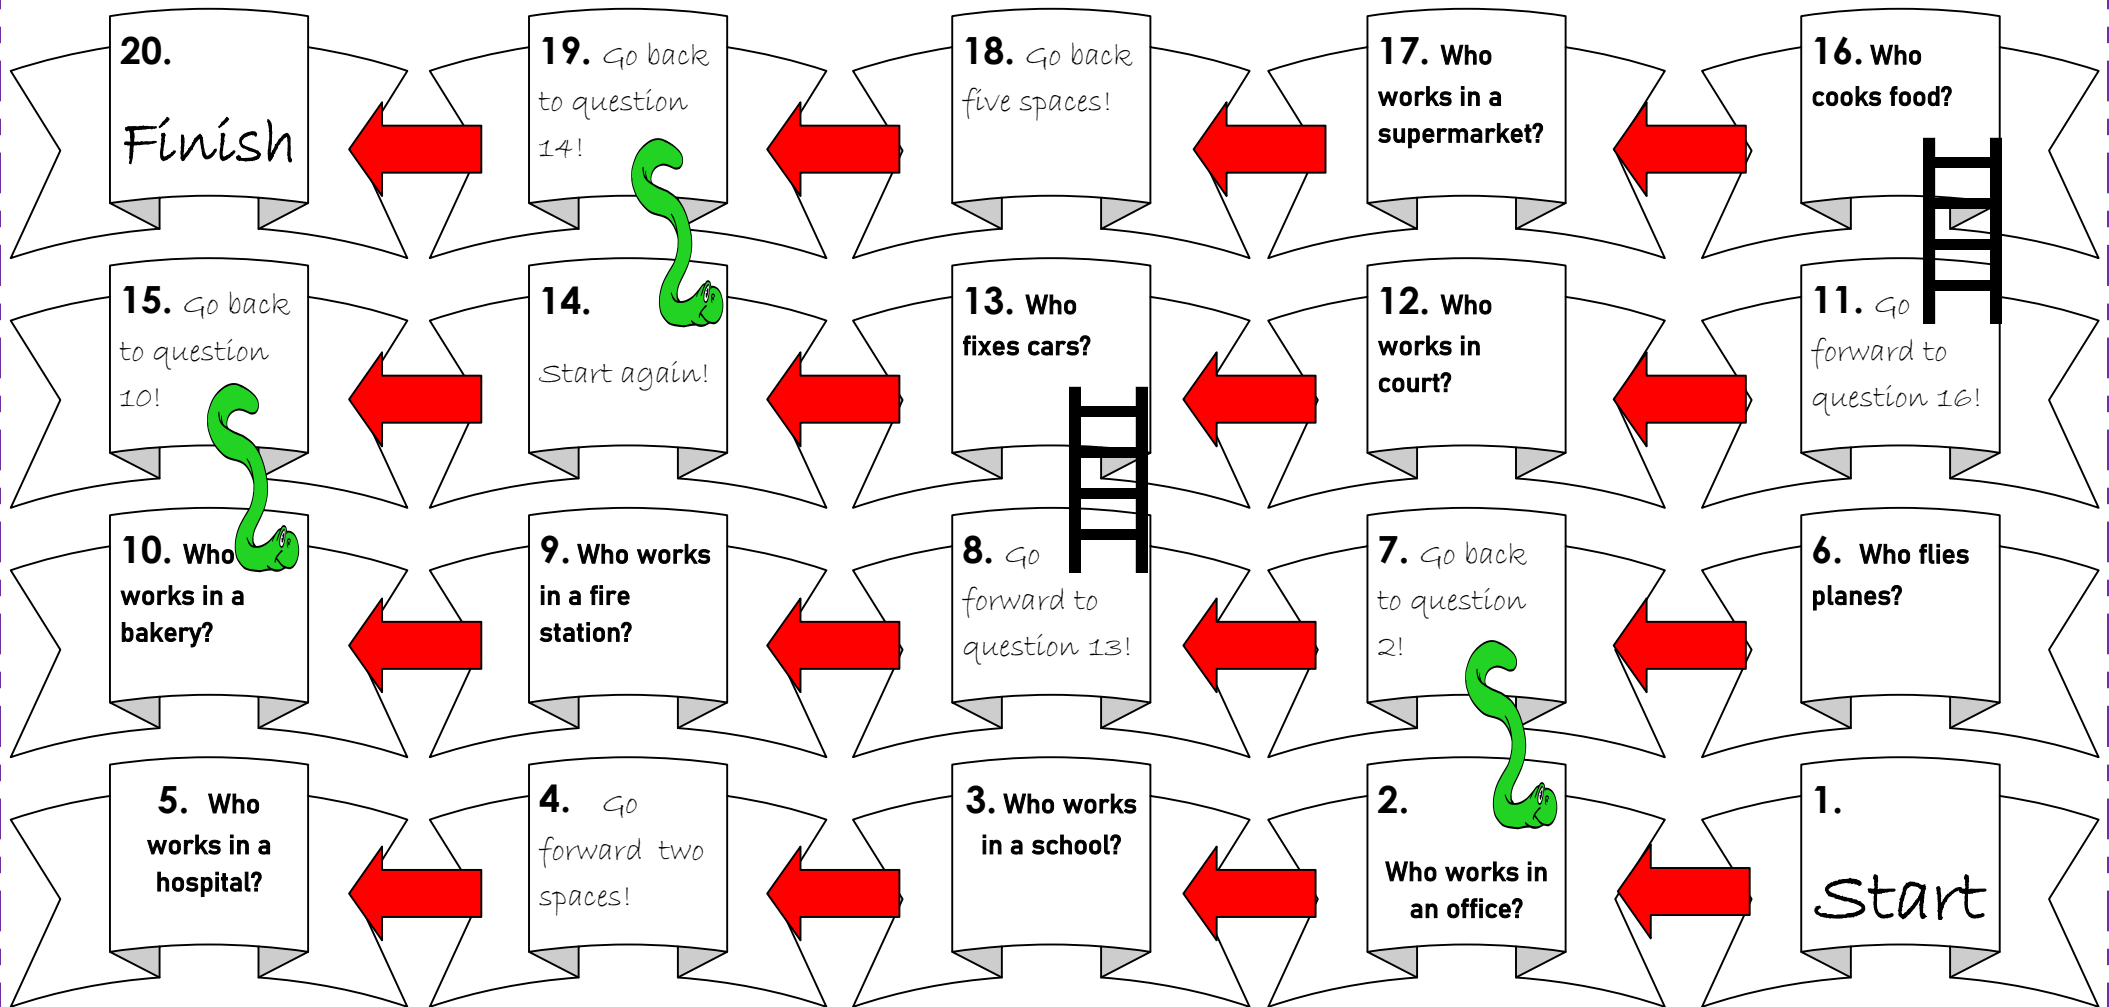 20.
Finish
19. Go back
to question
14!
18. Go back
five spaces!
17. Who
works in a
supermarket?
16. Who
cooks food?
15. Go back
to question
10!
14.
Start again!
13. Who
fixes cars?
12. Who
works in
court?
11. Go
forward to
question 16!
10. Who
works in a
bakery?
9. Who works
in a fire
station?
8. Go
forward to
question 13!
7. Go back
to question
2!
6. Who flies
planes?
5. Who
works in a
hospital?
4. Go
forward two
spaces!
3. Who works
in a school?
2.
Who works in
an office?
1.
Start